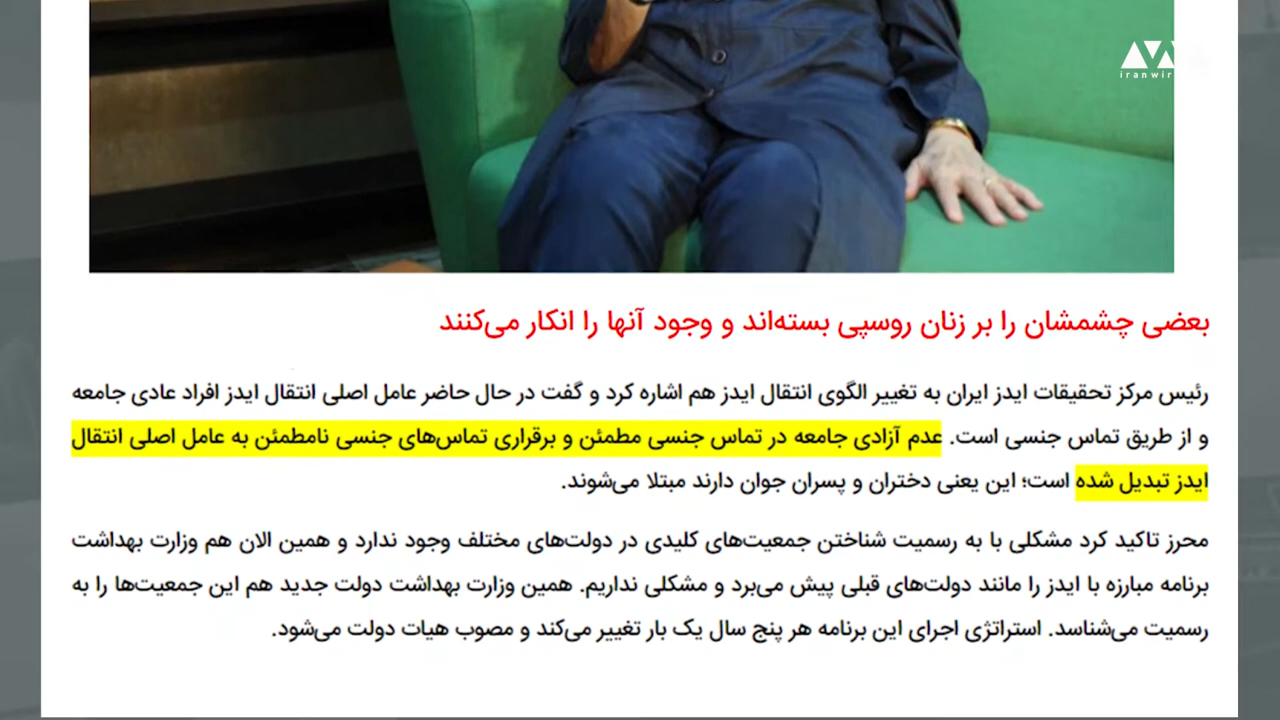 iranwir
بعضی چشمشان را بر زنان روسپی بسته‌اند و وجود آنها را انکار می‌کنند
رئیس مرکز تحقیقات ایدز ایران به تغییر الگوی انتقال ایدز هم اشاره کرد و گفت در حال حاضر عامل اصلی انتقال ایدز افراد عادی جامعه
و از طریق تماس جنسی است. عدم آزادی جامعه در تماس جنسی مطمئن و برقراری تماس‌های جنسی نامطمئن به عامل اصلی انتقال
ایدز تبدیل شده است؛ این یعنی دختران و پسران جوان دارند مبتلا می‌شوند.
محرز تاکید کرد مشکلی با به رسمیت شناختن جمعیت‌های کلیدی در دولت‌های مختلف وجود ندارد و همین الان هم وزارت بهداشت
برنامه مبارزه با ایدز را مانند دولت‌های قبلی پیش می‌برد و مشکلی نداریم. همین وزارت بهداشت دولت جدید هم این جمعیت‌ها را به
رسمیت می‌شناسد. استراتژی اجرای این برنامه هر پنج سال یک بار تغییر می‌کند و مصوب هیات دولت می‌شود.